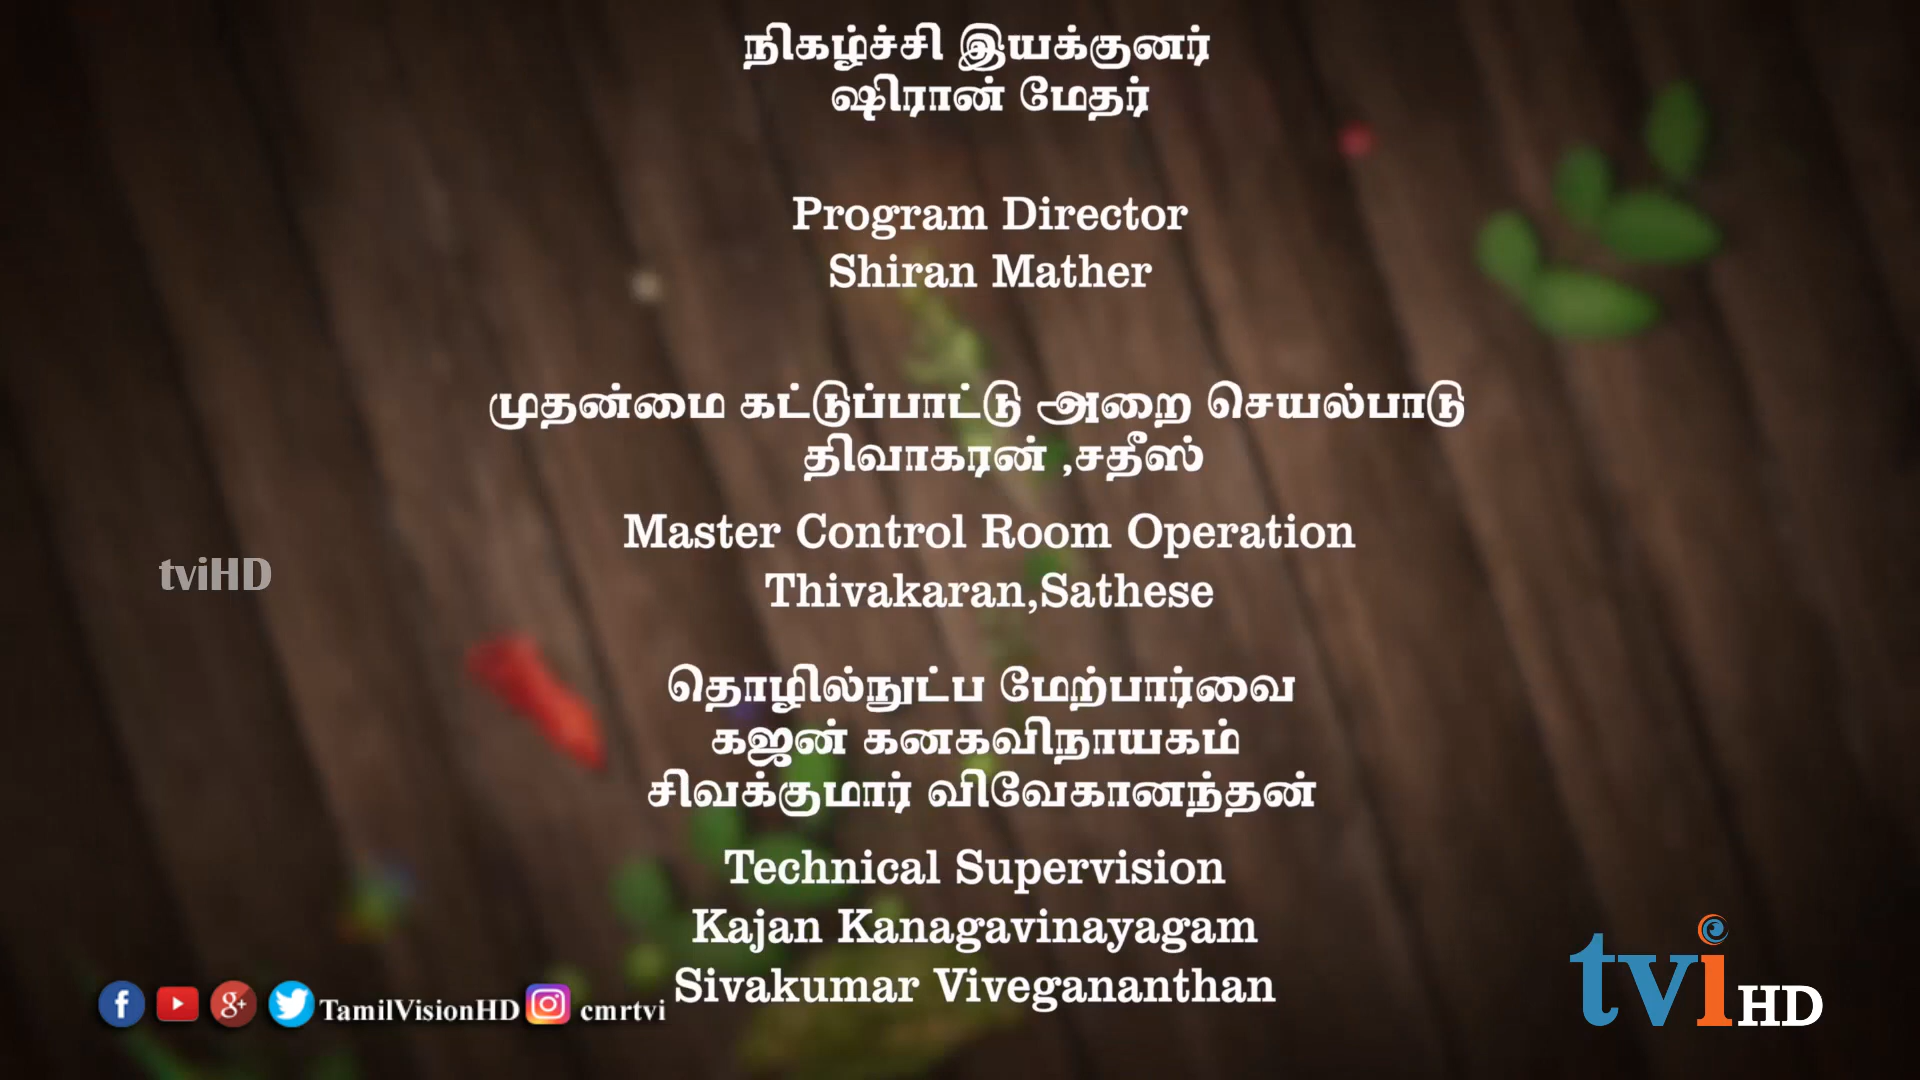 நிகழ்ச்சி இயக்குனர்
ஷிரான் மேதர்
Program Director
Shiran Mather
முதன்மை கட்டுப்பாட்டு அறை செயல்பாடு
திவாகரன் ,சதீஸ்
Master Control Room Operation
Thivakaran,Sathese
tviHD
தொழில்நுட்ப மேற்பார்வை
கஜன் கனகவிநாயகம்
சிவக்குமார் விவேகானந்தன்
Technical Supervision
Kajan Kanagavinayagam
Sivakumar Vivegananthan
TamilVisionHD cmrtvi
tvi HD